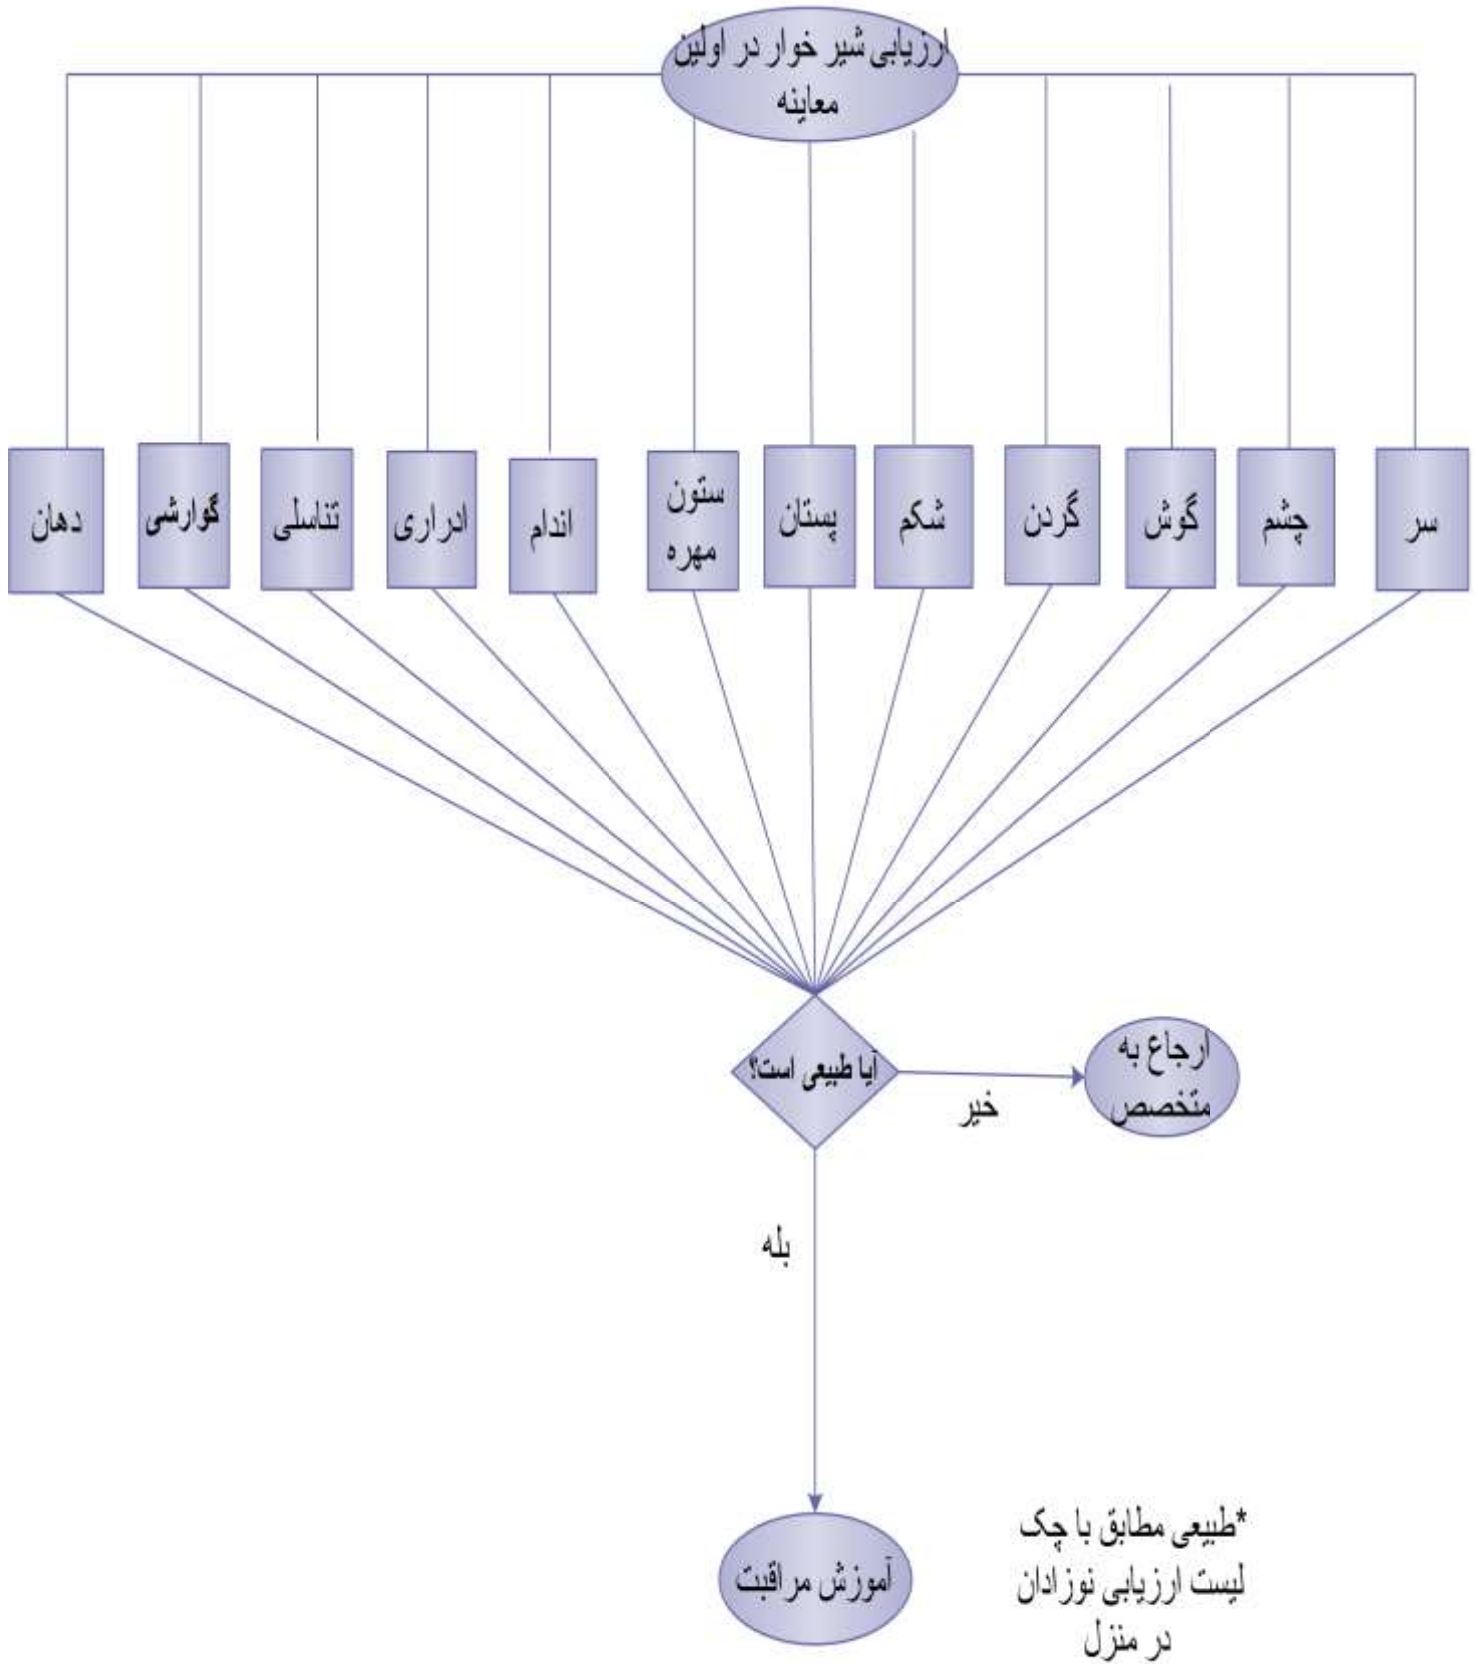 ارزیابی شیر خوار در اولین
معاینه
سر
چشم
گوش
گردن
شکم
پستان
ستون
مهره
اندام
ادراری
تناسلی
گوارشی
دهان
آیا طبیعی است؟
خیر
ارجاع به
متخصص
بله
آموزش مراقبت
*طبیعی مطابق با چک
لیست ارزیابی نوزادان
در منزل